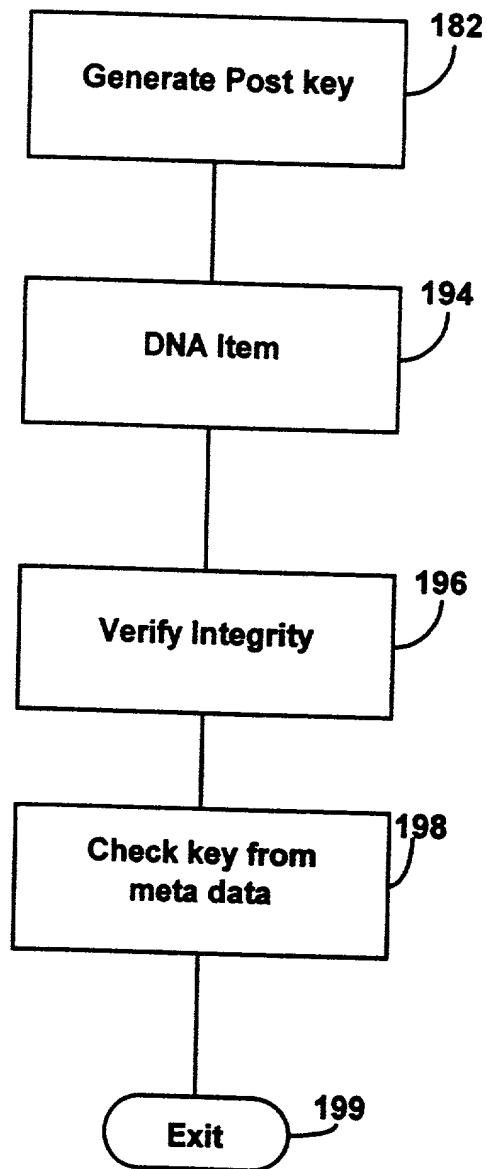 182
Generate Post key
194
DNA Item
196
Verify Integrity
198
Check key from
meta data
199
Exit